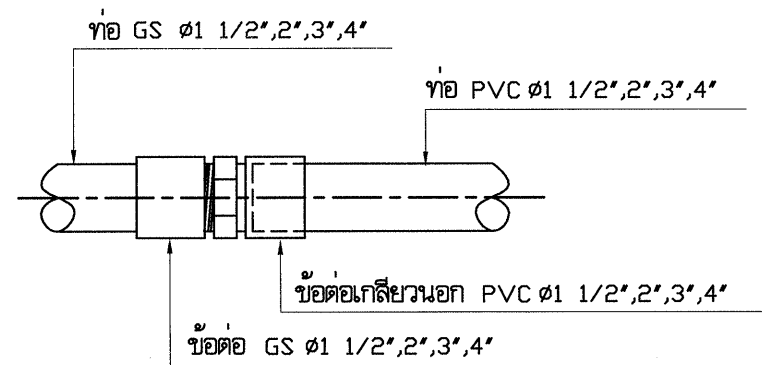 ท่อ GS ø1 1/2",2",3",4"
ท่อ PVC ø1 1/2",2",3",4"
ข้อต่อเกลียวนอก PVC ø1 1/2",2",3",4"
ข้อต่อ GS ø1 1/2",2",3",4"